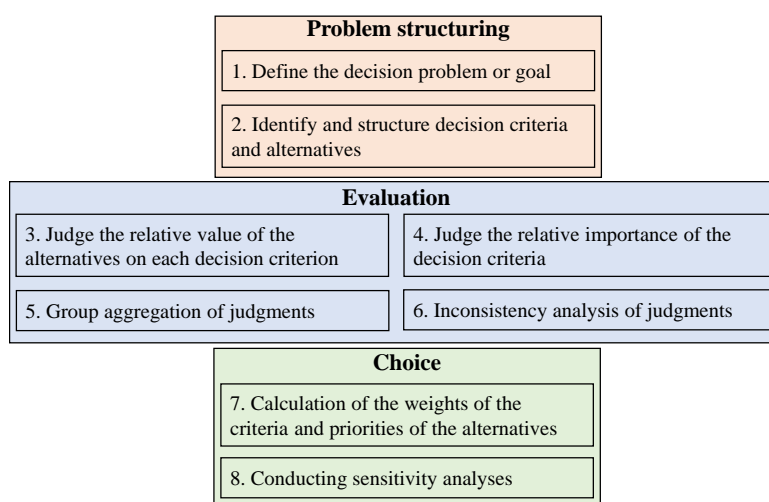 Problem structuring
1. Define the decision problem or goal
2. Identify and structure decision criteria
and alternatives
Evaluation
3. Judge the relative value of the
alternatives on each decision criterion
4. Judge the relative importance of the
decision criteria
5. Group aggregation of judgments
6. Inconsistency analysis of judgments
Choice
7. Calculation of the weights of the
criteria and priorities of the alternatives
8. Conducting sensitivity analyses